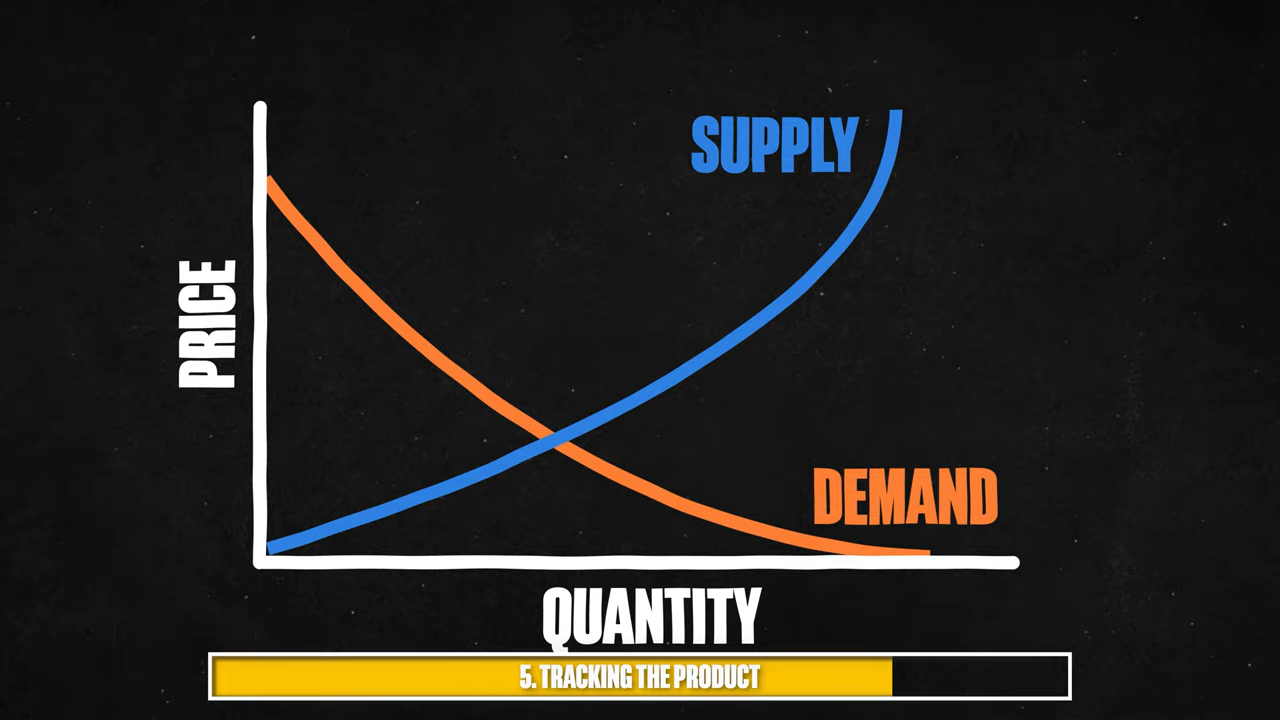 SUPPLY
PRICE
DEMAND
QUANTITY
5. TRACKING THE PRODUCT